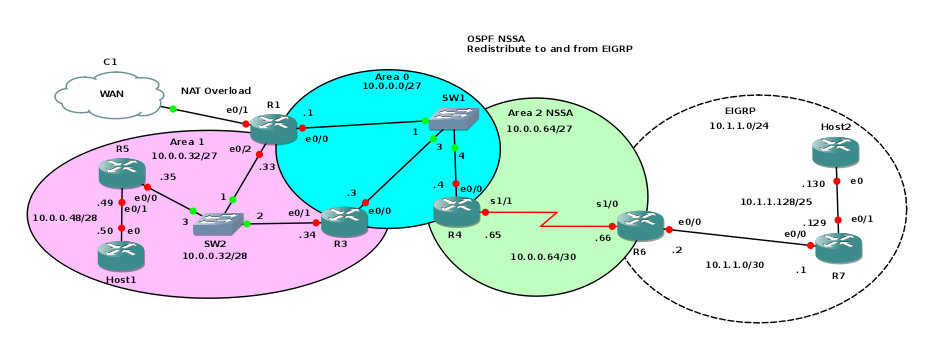 OSPF NSSA
Redistribute to and from EIGRP
C1
WAN
NAT Overload
e0/1
R1
.1
e0/0
e0/2
.33
Area 0
10.0.0.0/27
SW1
1
3
4
.4
e0/0
Area 1
10.0.0.32/27
R5
.35
e0/0
.49
e0/1
10.0.0.48/28
.50
e0
Host1
1
2
3
SW2
10.0.0.32/28
e0/1
.34
R3
.3
e0/0
Area 2 NSSA
10.0.0.64/27
s1/1
R4
.65
s1/0
.66
10.0.0.64/30
R6
e0/0
.2
EIGRP
10.1.1.0/24
Host2
.130
e0
10.1.1.128/25
.129
e0/1
e0/0
10.1.1.0/30
.1
R7